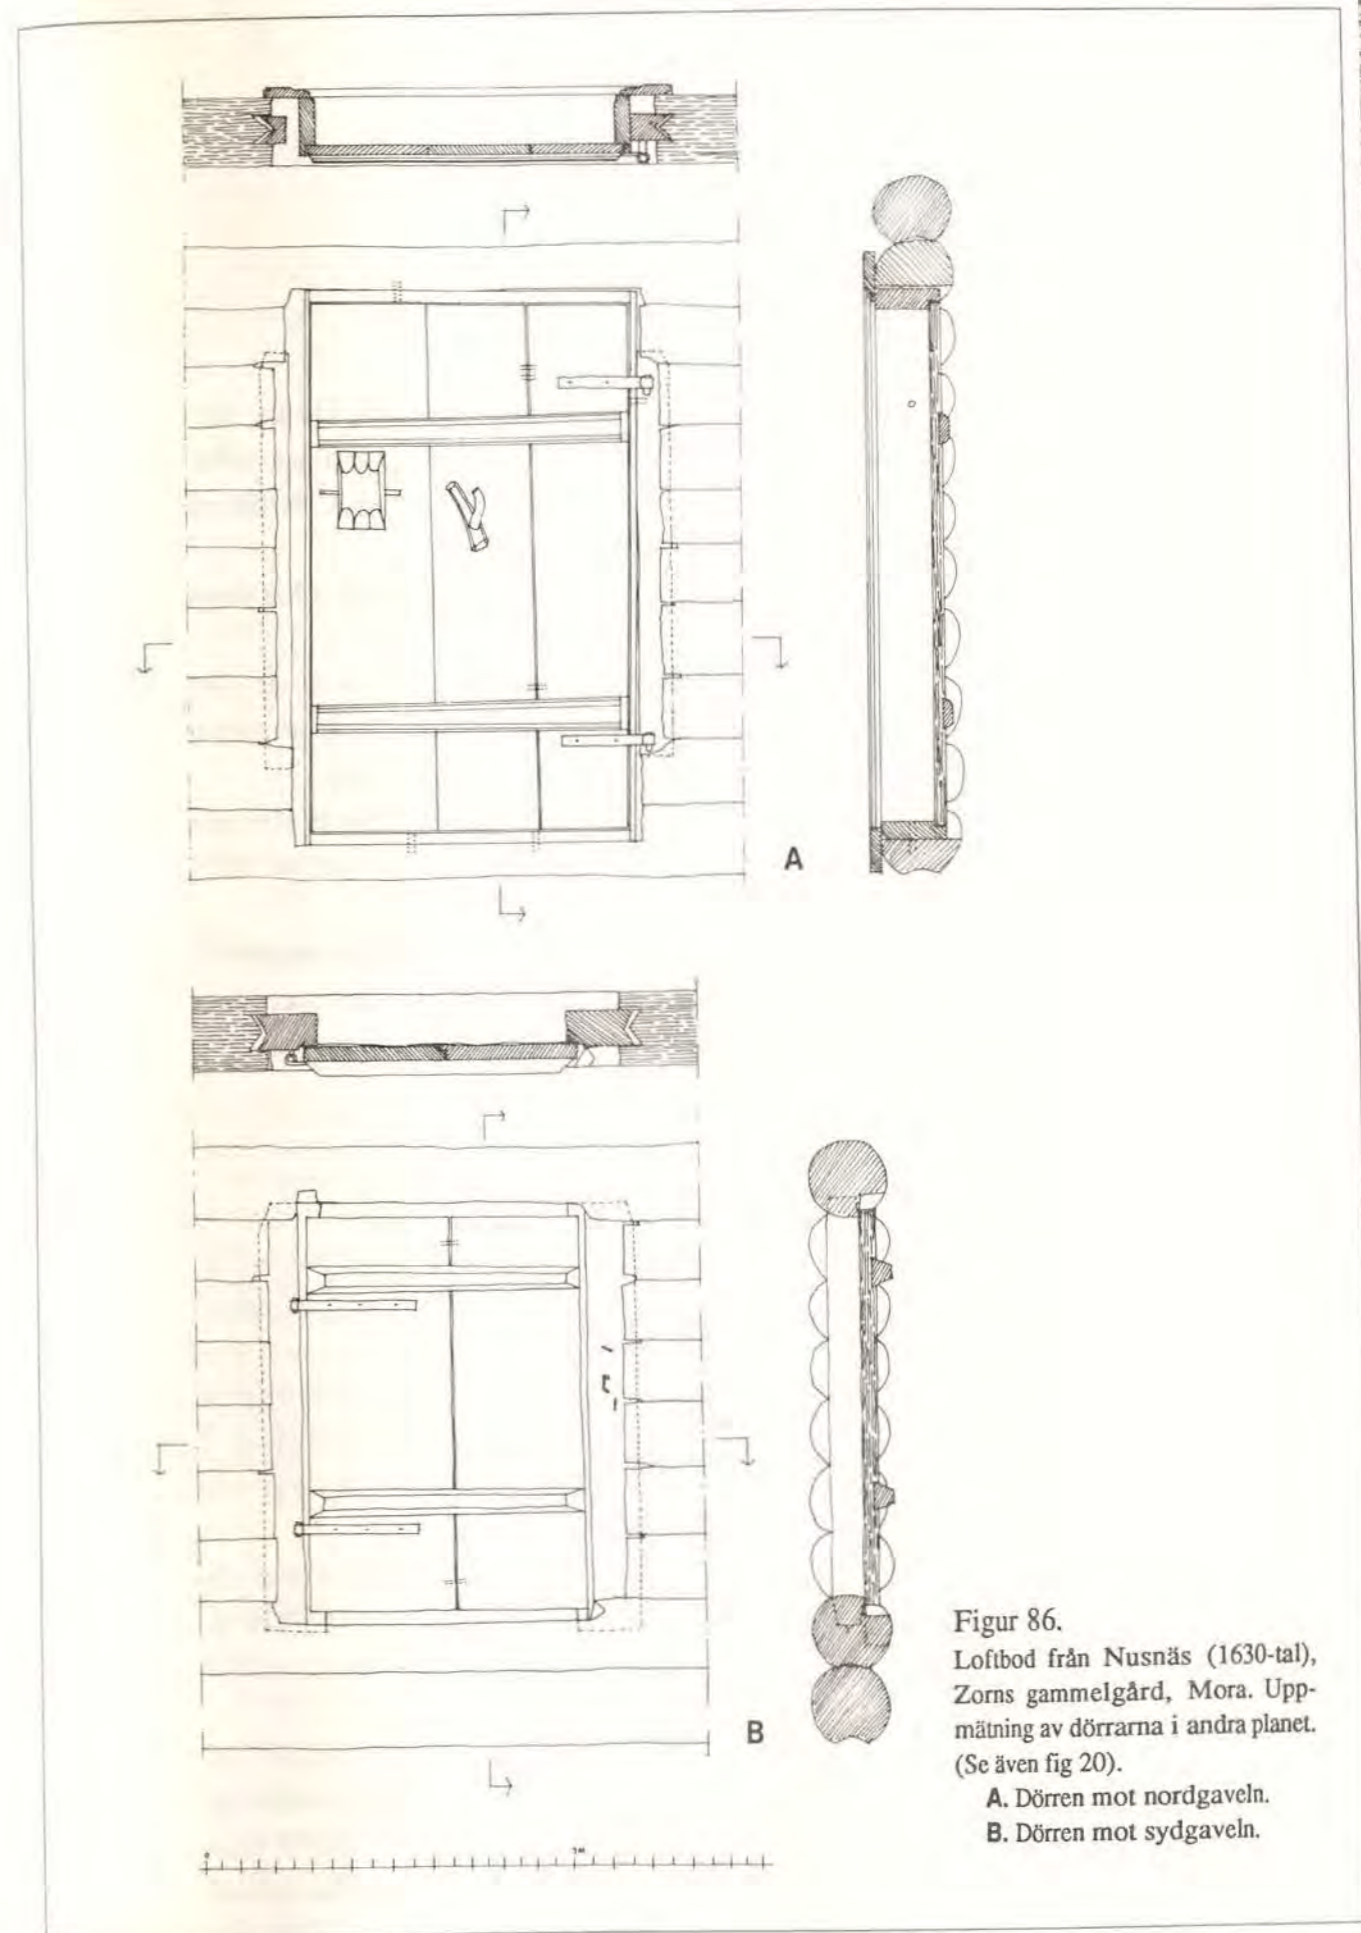 A
B
Figur 86.
Loftbod från Nusnäs (1630-tal),
Zorns gammelgård, Mora. Upp-
mätning av dörrarna i andra planet.
(Se även fig 20).
A. Dörren mot nordgaveln.
B. Dörren mot sydgaveln.
0